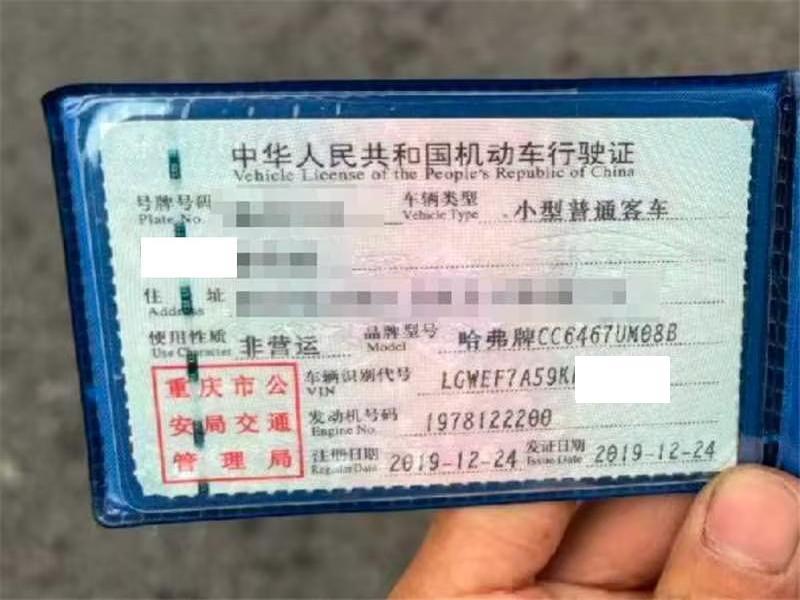 中华人民共和国机动车行驶证
Vehicle License of the People's Republic of China
号牌号码 车辆类型 小型普通客车
Plate No. Vehicle Type
住 址
Address
使用性质 非营运 品牌型号 哈弗牌CC6467UM08B
Use Character Model
重庆市公
安局交通
管理局
车辆识别代号 LGWEF7A59K
VIN
发动机号码 1978122200
Engine No.
注册日期 2019-12-24 发证日期 2019-12-24
Register Date Issue Date